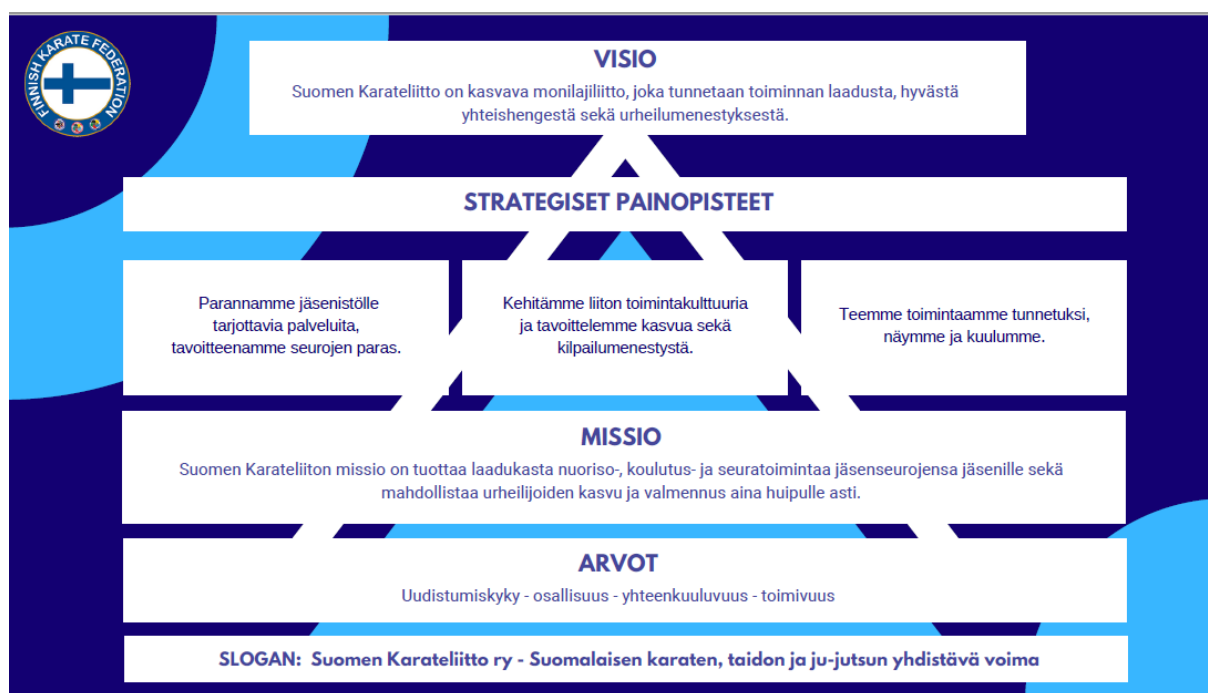 FINNISH KARATE FEDERATION
VISIO
Suomen Karateliitto on kasvava monilajiliitto, joka tunnetaan toiminnan laadusta, hyvästä
yhteishengestä sekä urheilumenestyksestä.
STRATEGISET PAINOPISTEET
Parannamme jäsenistölle
tarjottavia palveluita,
tavoitteenamme seurojen paras.
Kehitämme liiton toimintakulttuuria
ja tavoittelemme kasvua sekä
kilpailumenestystä.
Teemme toimintaamme tunnetuksi,
näymme ja kuulumme.
MISSIO
Suomen Karateliiton missio on tuottaa laadukasta nuoriso-, koulutus- ja seuratoimintaa jäsenseurojensa jäsenille sekä
mahdollistaa urheilijoiden kasvu ja valmennus aina huipulle asti.
ARVOT
Uudistumiskyky - osallisuus - yhteenkuuluvuus - toimivuus
SLOGAN: Suomen Karateliitto ry - Suomalaisen karaten, taidon ja ju-jutsun yhdistävä voima